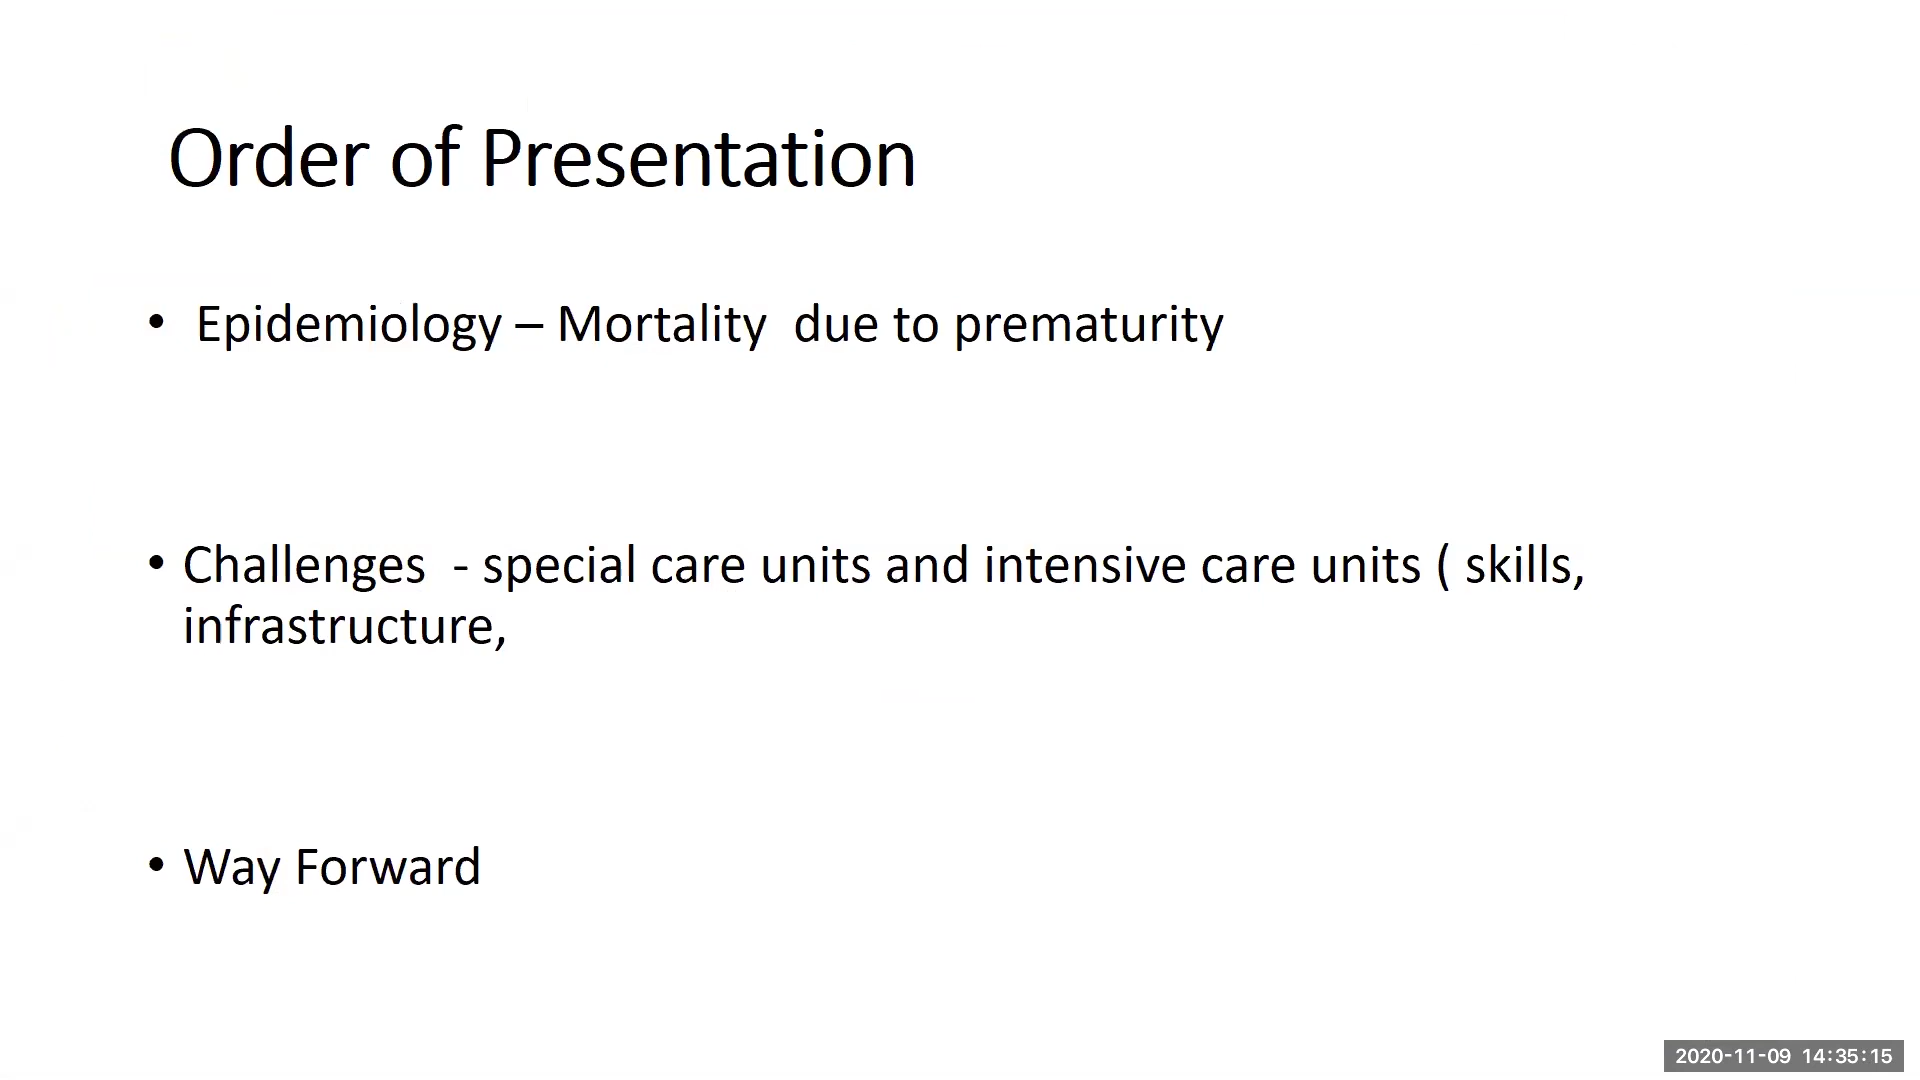 Order of Presentation
• Epidemiology – Mortality  due to prematurity
• Challenges  - special care units and intensive care units ( skills,
infrastructure,
• Way Forward
2020-11-09 14:35:15